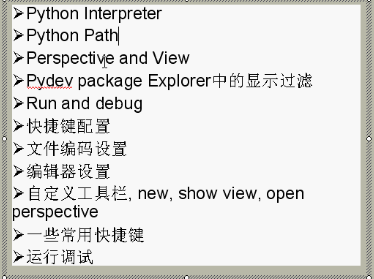 ➢Python Interpreter
➢Python Path
➢Perspective and View
➢Pydev package Explorer中的显示过滤
➢Run and debug
➢快捷键配置
➢文件编码设置
➢编辑器设置
➢自定义工具栏, new, show view, open
perspective
➢一些常用快捷键
➢运行调试